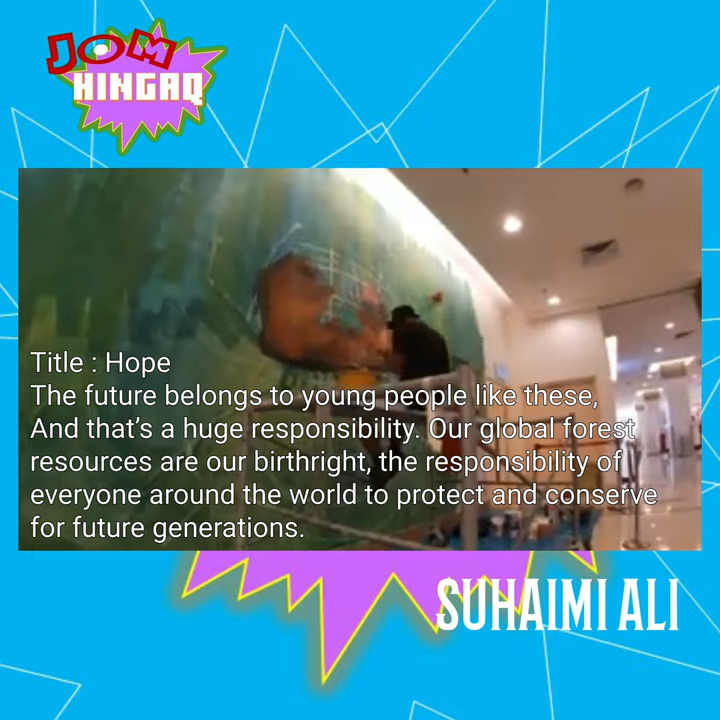 JOM
HINGAQ
Title : Hope
The future belongs to young people like these,
And that's a huge responsibility. Our global forest
resources are our birthright, the responsibility of
everyone around the world to protect and conserve
for future generations.
SUHAIMI ALI